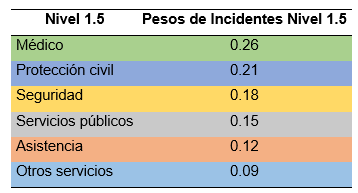 Nivel 1.5 Pesos de Incidentes Nivel 1.5
Médico 0.26
Protección civil 0.21
Seguridad 0.18
Servicios públicos 0.15
Asistencia 0.12
Otros servicios 0.09